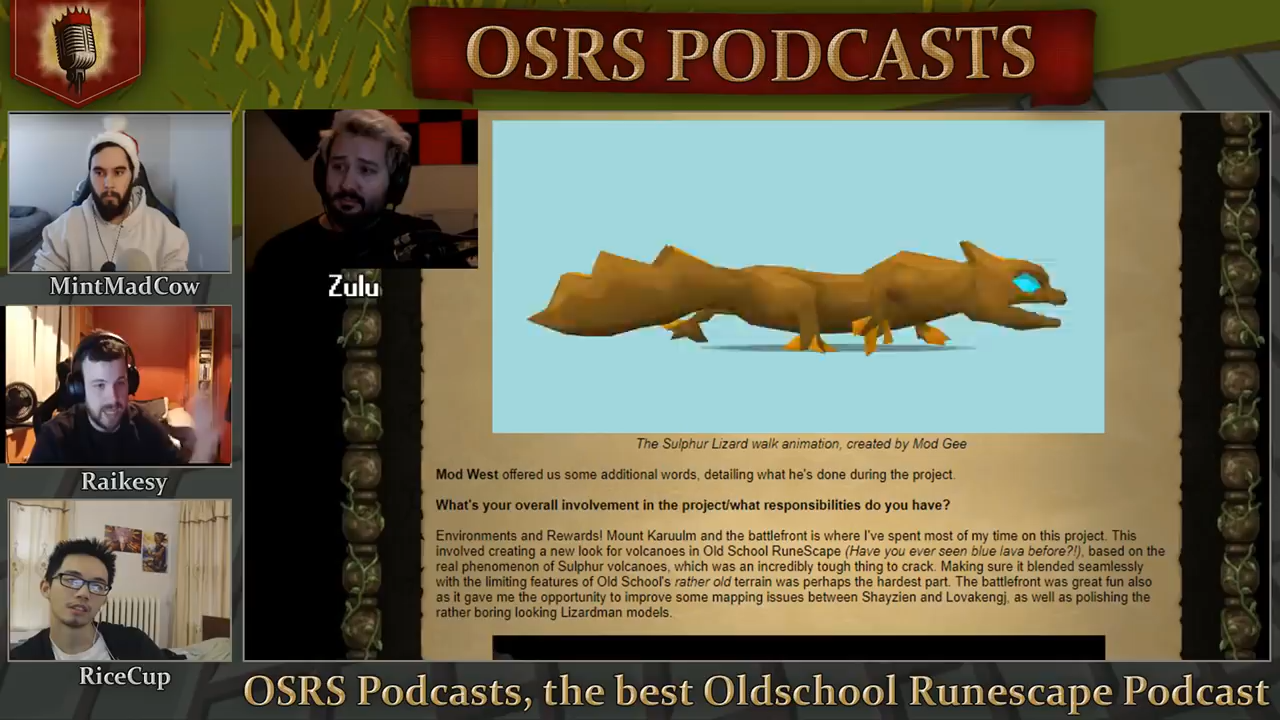 OSRS PODCASTS
MintMadCow
Raikesy
RiceCup
Zulu
The Sulphur Lizard walk animation, created by Mod Gee
Mod West offered us some additional words, detailing what he's done during the project.
What's your overall involvement in the project/what responsibilities do you have?
Environments and Rewards! Mount Karuulm and the battlefront is where I've spent most of my time on this project. This
involved creating a new look for volcanoes in Old School RuneScape (Have you ever seen blue lava before?!), based on the
real phenomenon of Sulphur volcanoes, which was an incredibly tough thing to crack. Making sure it blended seamlessly
with the limiting features of Old School's rather old terrain was perhaps the hardest part. The battlefront was great fun also
as it gave me the opportunity to improve some mapping issues between Shayzien and Lovakengj, as well as polishing the
rather boring looking Lizardman models.
OSRS Podcasts, the best Oldschool Runescape Podcast